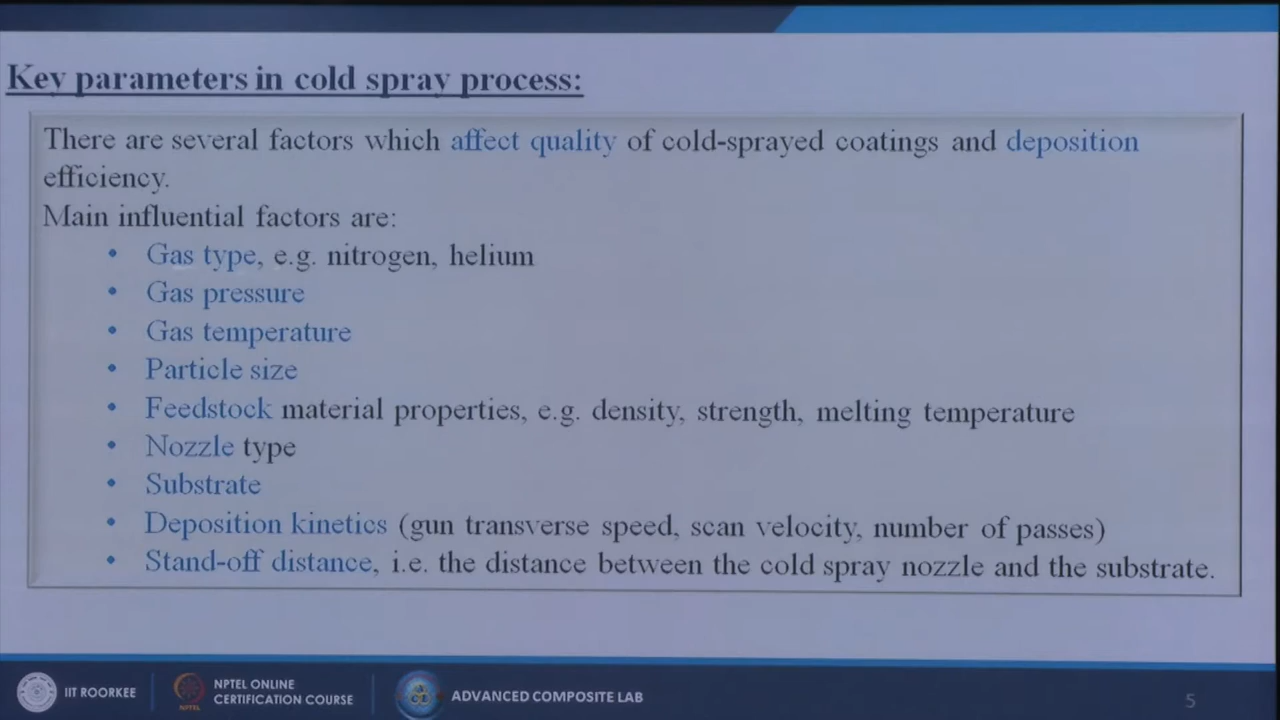 Key parameters in cold spray process:
There are several factors which affect quality of cold-sprayed coatings and deposition
efficiency.
Main influential factors are:
• Gas type, e.g. nitrogen, helium
• Gas pressure
• Gas temperature
• Particle size
• Feedstock material properties, e.g. density, strength, melting temperature
• Nozzle type
• Substrate
• Deposition kinetics (gun transverse speed, scan velocity, number of passes)
• Stand-off distance, i.e. the distance between the cold spray nozzle and the substrate.
IIT ROORKEE
NPTEL
NPTEL ONLINE
CERTIFICATION COURSE
ADVANCED COMPOSITE LAB
5